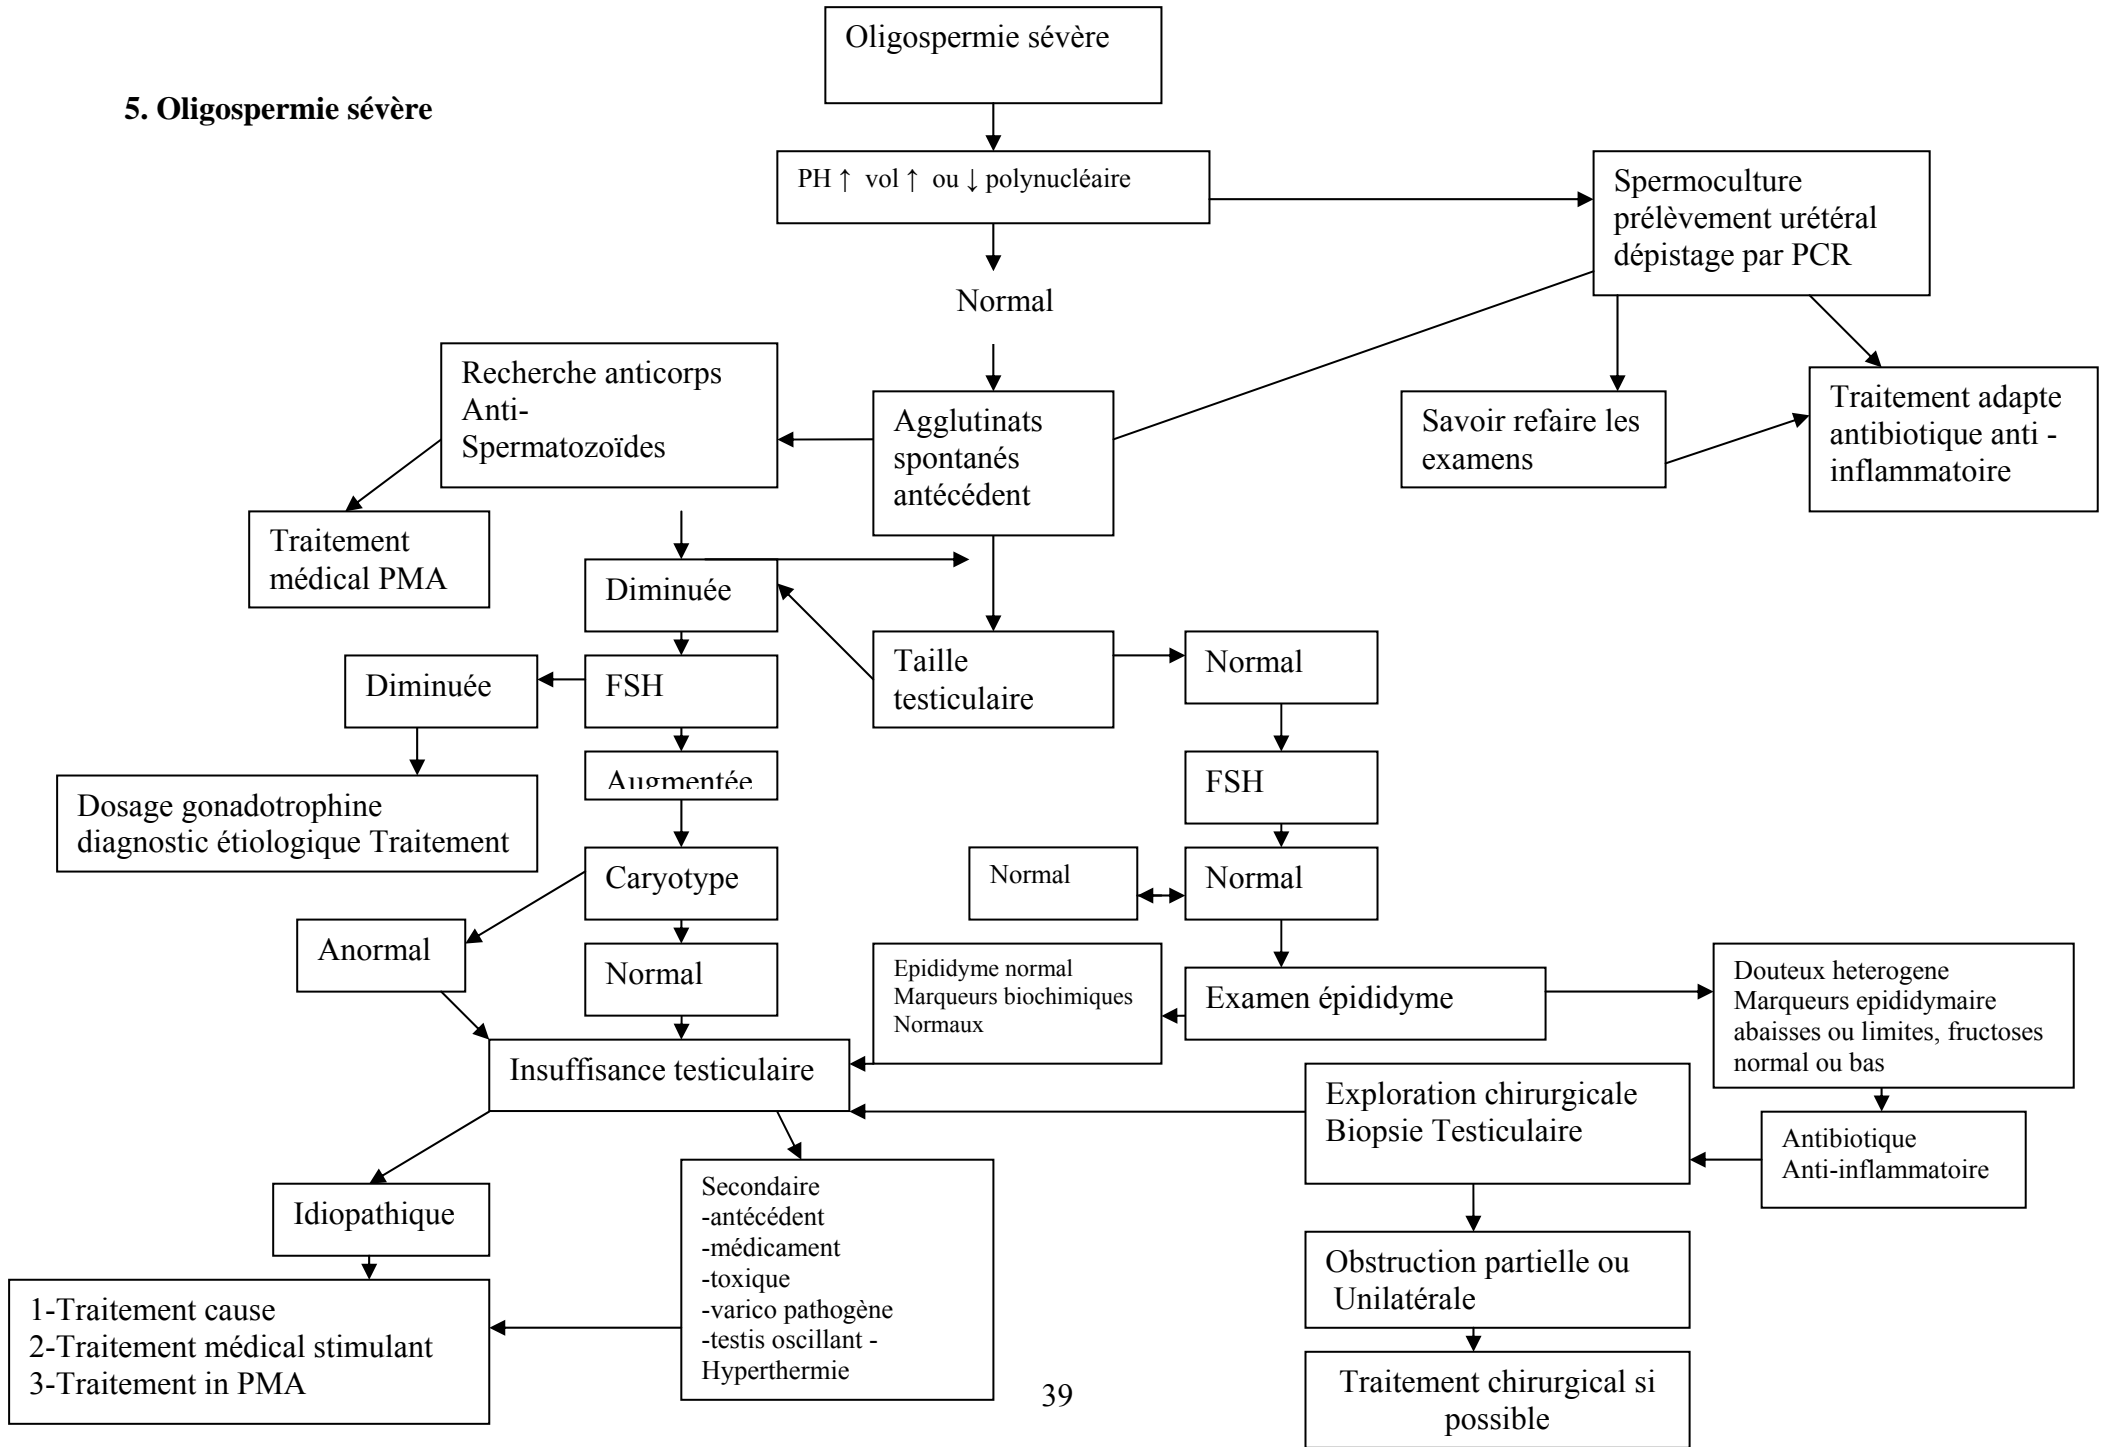 Oligospermie sévère
5. Oligospermie sévère
PH ↑ vol ↑ ou ↓ polynucléaire
Spermoculture
prélèvement urétéral
dépistage par PCR
Normal
Recherche anticorps
Anti-
Spermatozoïdes
Agglutinats
spontanés
antécédent
Savoir refaire les
examens
Traitement adapte
antibiotique anti -
inflammatoire
Traitement
médical PMA
Diminuée
Taille
testiculaire
Normal
Diminuée
FSH
Augmentée
FSH
Dosage gonadotrophine
diagnostic étiologique Traitement
Caryotype
Normal
Normal
Anormal
Normal
Epididyme normal
Marqueurs biochimiques
Normaux
Examen épididyme
Douteux heterogene
Marqueurs epididymaire
abaisses ou limites, fructoses
normal ou bas
Insuffisance testiculaire
Exploration chirurgicale
Biopsie Testiculaire
Antibiotique
Anti-inflammatoire
Idiopathique
Secondaire
-antécédent
-médicament
-toxique
-varico pathogène
-testis oscillant -
Hyperthermie
Obstruction partielle ou
Unilatérale
1-Traitement cause
2-Traitement médical stimulant
3-Traitement in PMA
Traitement chirurgical si
possible
39